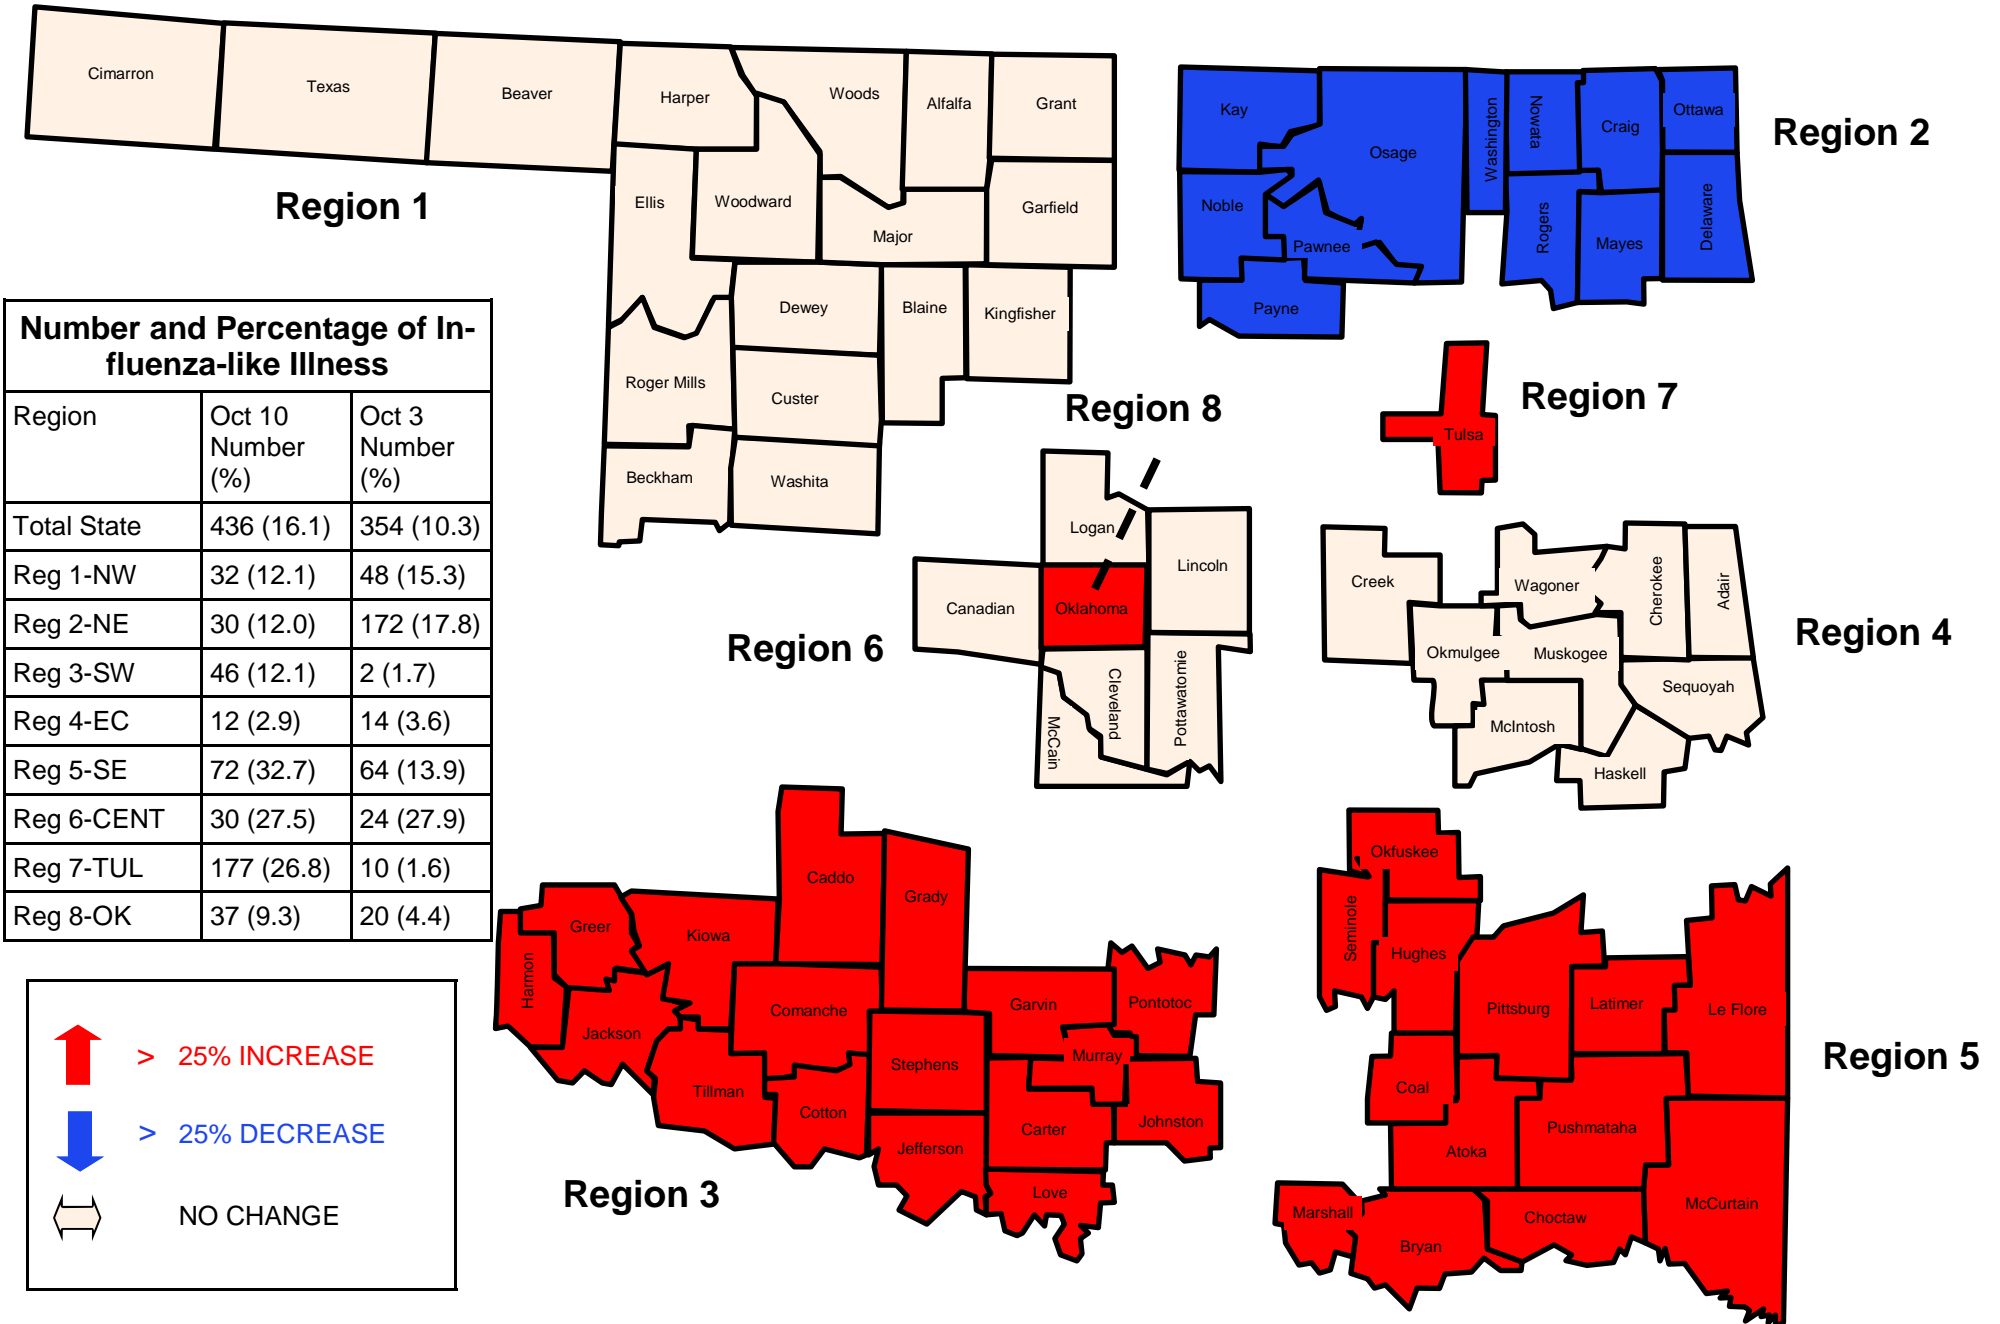 Cimarron
Texas
Beaver
Harper
Woods
Alfalfa
Grant
Ellis
Woodward
Major
Garfield
Dewey
Blaine
Kingfisher
Roger Mills
Custer
Beckham
Washita
Region 1
Kay
Osage
Washington
Nowata
Craig
Ottawa
Noble
Pawnee
Rogers
Mayes
Delaware
Payne
Region 2
Number and Percentage of In-
fluenza-like Illness
Region
Oct 10
Number
(%)
Oct 3
Number
(%)
Total State 436 (16.1) 354 (10.3)
Reg 1-NW 32 (12.1) 48 (15.3)
Reg 2-NE 30 (12.0) 172 (17.8)
Reg 3-SW 46 (12.1) 2 (1.7)
Reg 4-EC 12 (2.9) 14 (3.6)
Reg 5-SE 72 (32.7) 64 (13.9)
Reg 6-CENT 30 (27.5) 24 (27.9)
Reg 7-TUL 177 (26.8) 10 (1.6)
Reg 8-OK 37 (9.3) 20 (4.4)
Region 7
Tulsa
Region 8
Logan
Lincoln
Canadian
Oklahoma
Cleveland
McCain
Pottawatomie
Region 6
Creek
Wagoner
Cherokee
Adair
Okmulgee
Muskogee
Sequoyah
McIntosh
Haskell
Region 4
Caddo
Grady
Greer
Kiowa
Harmon
Comanche
Garvin
Pontotoc
Jackson
Stephens
Murray
Tillman
Cotton
Carter
Johnston
Jefferson
Love
Region 3
Okfuskee
Seminole
Hughes
Pittsburg
Latimer
Le Flore
Coal
Atoka
Pushmataha
McCurtain
Marshall
Bryan
Choctaw
Region 5
> 25% INCREASE
> 25% DECREASE
NO CHANGE